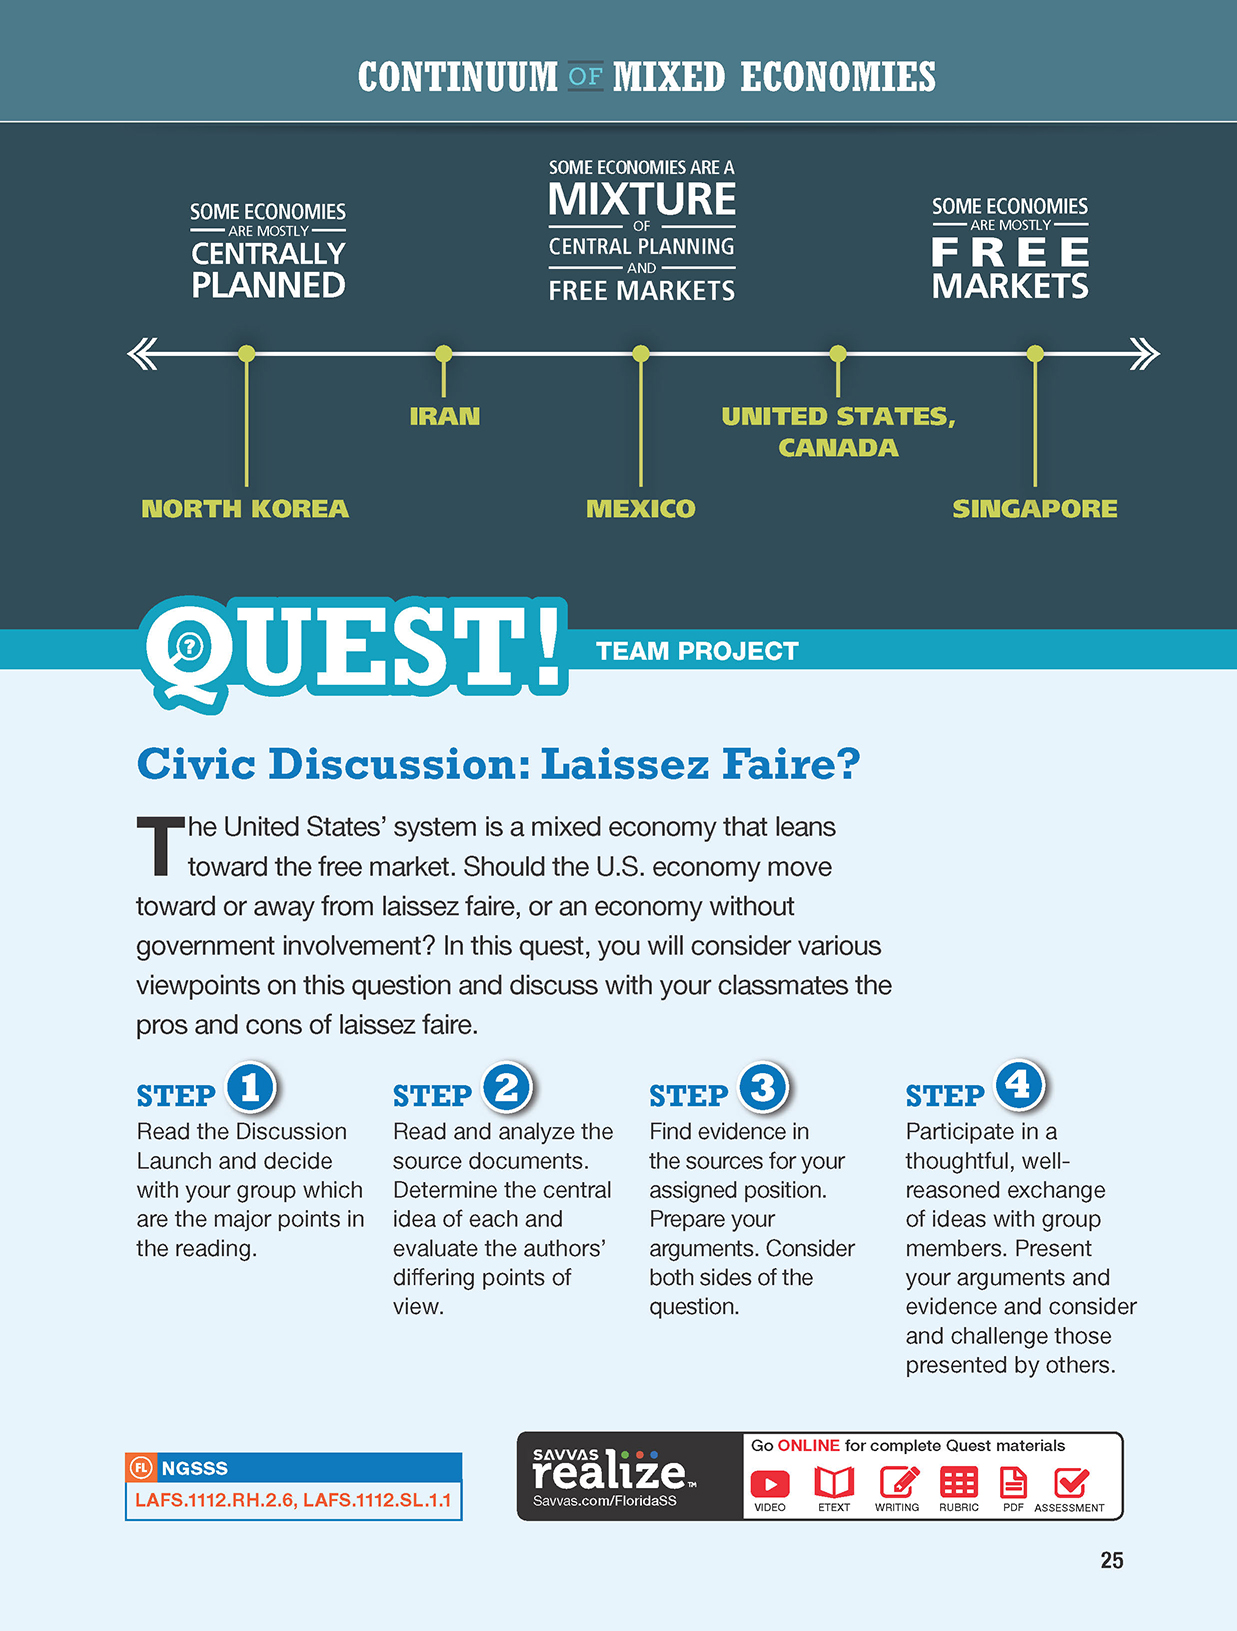 CONTINUUM OF MIXED ECONOMIES
SOME ECONOMIES
ARE MOSTLY
CENTRALLY
PLANNED
SOME ECONOMIES ARE A
MIXTURE
OF
CENTRAL PLANNING
AND
FREE MARKETS
SOME ECONOMIES
ARE MOSTLY
FREE
MARKETS
IRAN
UNITED STATES,
CANADA
NORTH KOREA
MEXICO
SINGAPORE
QUEST!
?
TEAM PROJECT
Civic Discussion: Laissez Faire?
The United States’ system is a mixed economy that leans
toward the free market. Should the U.S. economy move
toward or away from laissez faire, or an economy without
government involvement? In this quest, you will consider various
viewpoints on this question and discuss with your classmates the
pros and cons of laissez faire.
STEP 1
Read the Discussion
Launch and decide
with your group which
are the major points in
the reading.
STEP 2
Read and analyze the
source documents.
Determine the central
idea of each and
evaluate the authors’
differing points of
view.
STEP 3
Find evidence in
the sources for your
assigned position.
Prepare your
arguments. Consider
both sides of the
question.
STEP 4
Participate in a
thoughtful, well-
reasoned exchange
of ideas with group
members. Present
your arguments and
evidence and consider
and challenge those
presented by others.
FL NGSSS
LAFS.1112.RH.2.6, LAFS.1112.SL.1.1
SAVVAS
realize™
Savvas.com/FloridaSS
Go ONLINE for complete Quest materials
VIDEO ETEXT WRITING RUBRIC PDF ASSESSMENT
25